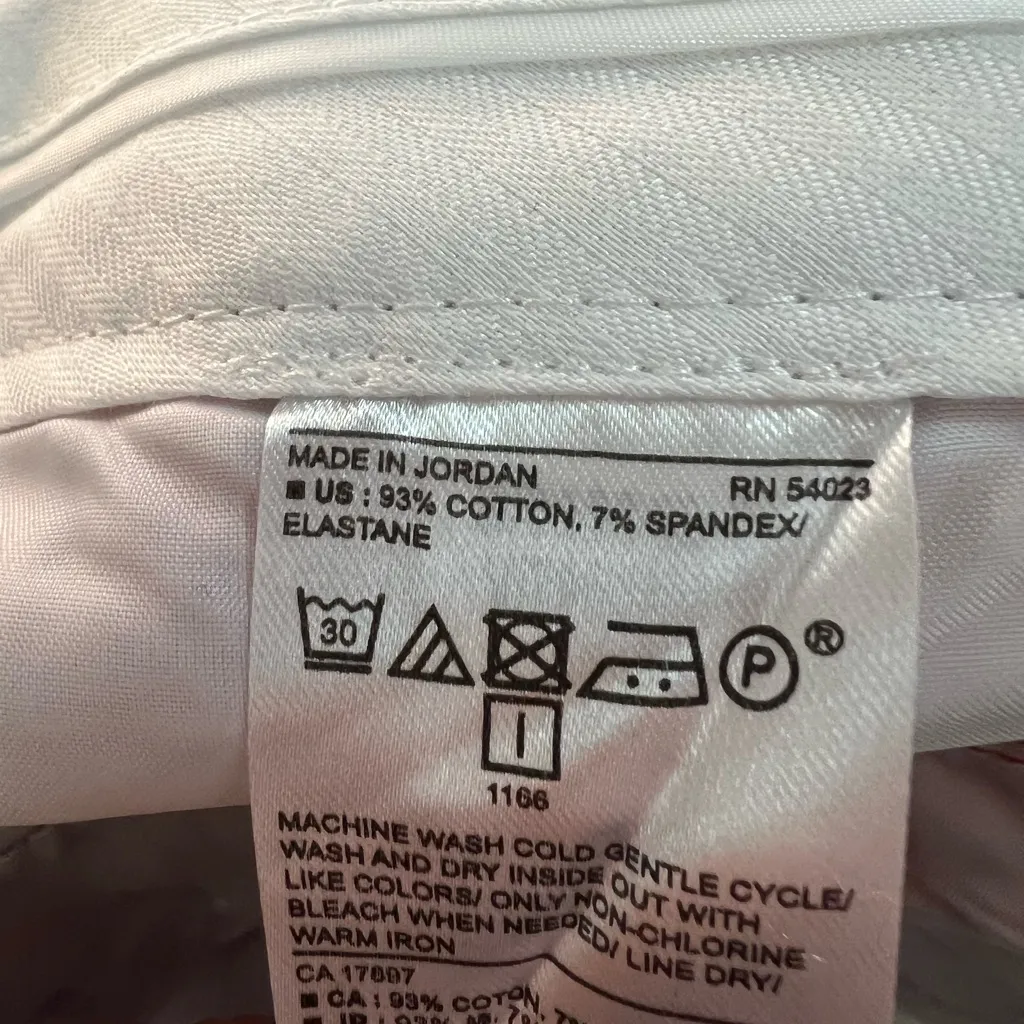 MADE IN JORDAN
RN 54023
■ US : 93% COTTON, 7% SPANDEX/
ELASTANE
30
P ®
1166
MACHINE WASH COLD GENTLE CYCLE/
WASH AND DRY INSIDE OUT WITH
LIKE COLORS/ ONLY NON-CHLORINE
BLEACH WHEN NEEDED/ LINE DRY/
WARM IRON
CA 17897
■ CA : 93% COTON,